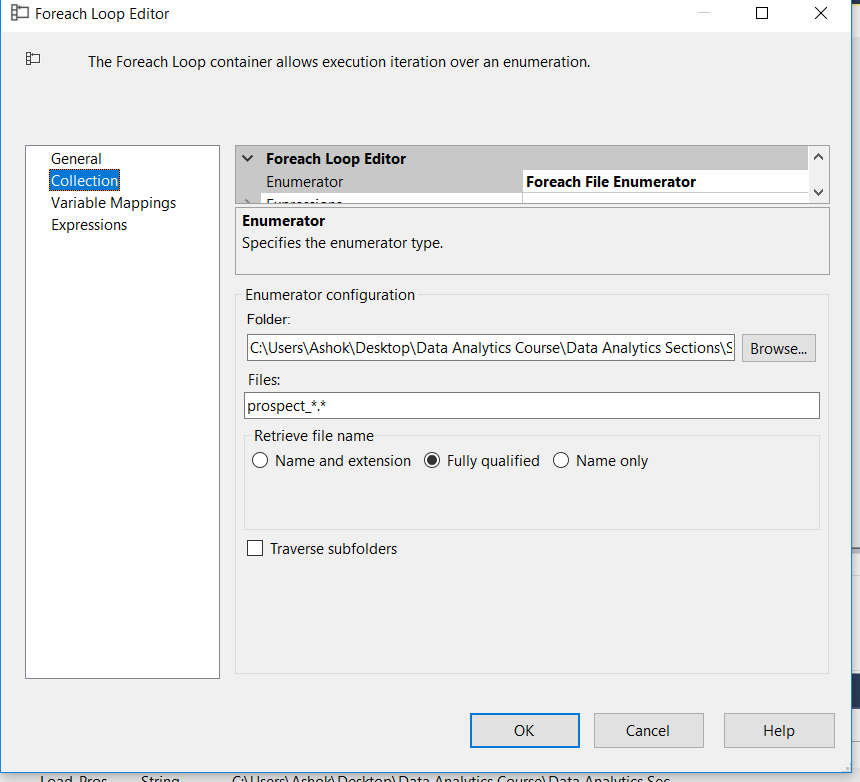 Foreach Loop Editor
The Foreach Loop container allows execution iteration over an enumeration.
General
Collection
Variable Mappings
Expressions
Foreach Loop Editor
Enumerator Foreach File Enumerator
Expressions
Enumerator
Specifies the enumerator type.
Enumerator configuration
Folder:
C:\Users\Ashok\Desktop\Data Analytics Course\Data Analytics Sections\S Browse...
Files:
prospect_*.*
Retrieve file name
Name and extension Fully qualified Name only
Traverse subfolders
OK Cancel Help
Load_Pros String C:\Users\Ashok\Desktop\Data Analytics Course\Data Analytics Sec